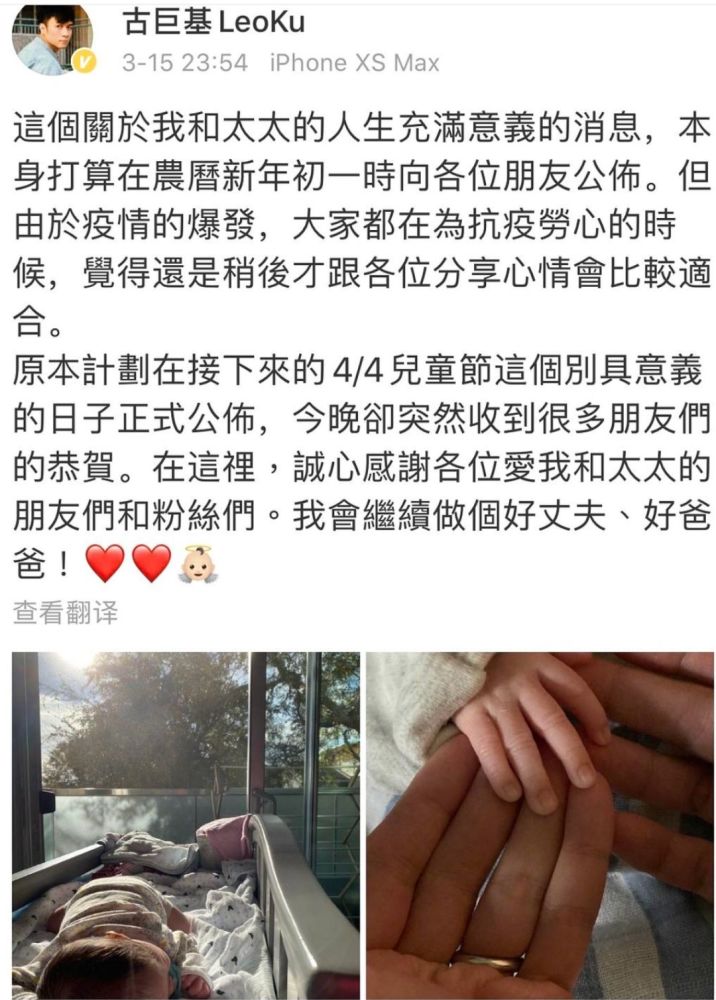 古巨基LeoKu
3-15 23:54 iPhone XS Max
這個關於我和太太的人生充滿意義的消息，本
身打算在農曆新年初一時向各位朋友公佈。但
由於疫情的爆發，大家都在為抗疫勞心的時
候，覺得還是稍後才跟各位分享心情會比較適
合。
原本計劃在接下來的4/4兒童節這個別具意義
的日子正式公佈，今晚卻突然收到很多朋友們
的恭賀。在這裡，誠心感謝各位愛我和太太的
朋友們和粉絲們。我會繼續做個好丈夫、好爸
爸！❤️❤️👼🏻
查看翻译